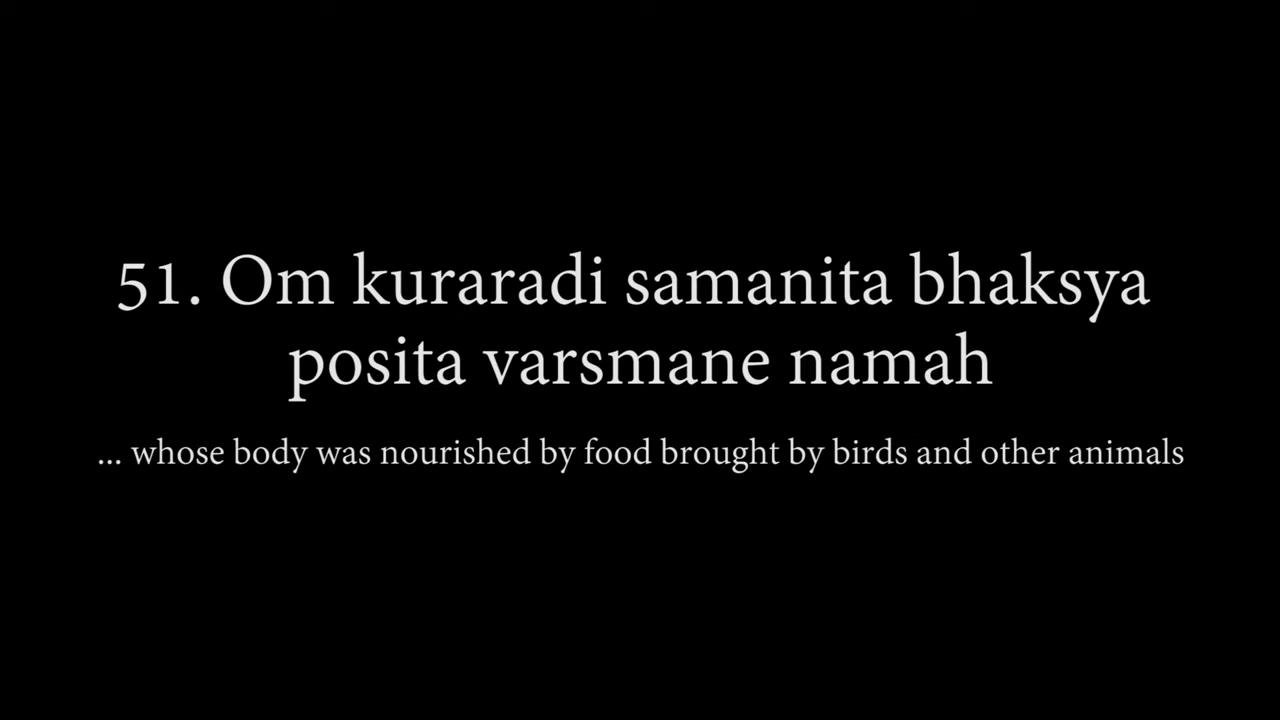 51. Om kuraradi samanita bhaksya
posita varsmane namah
... whose body was nourished by food brought by birds and other animals